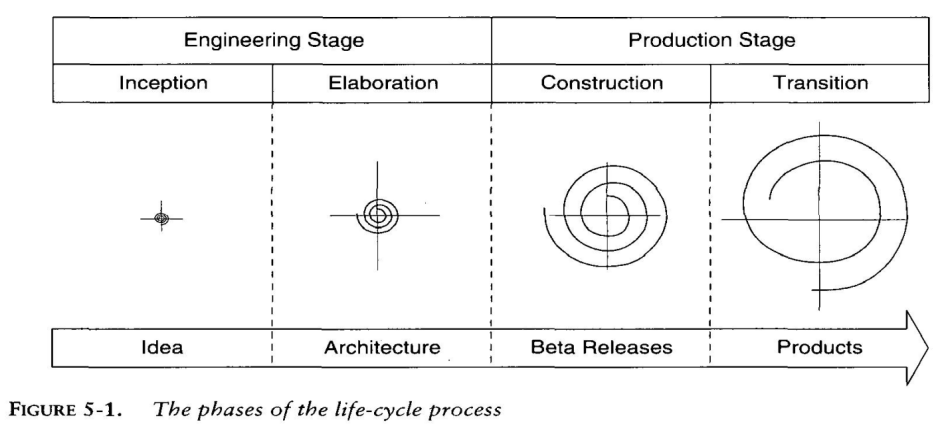 Engineering Stage Production Stage
Inception Elaboration Construction Transition
Idea Architecture Beta Releases Products
FIGURE 5-1. The phases of the life-cycle process